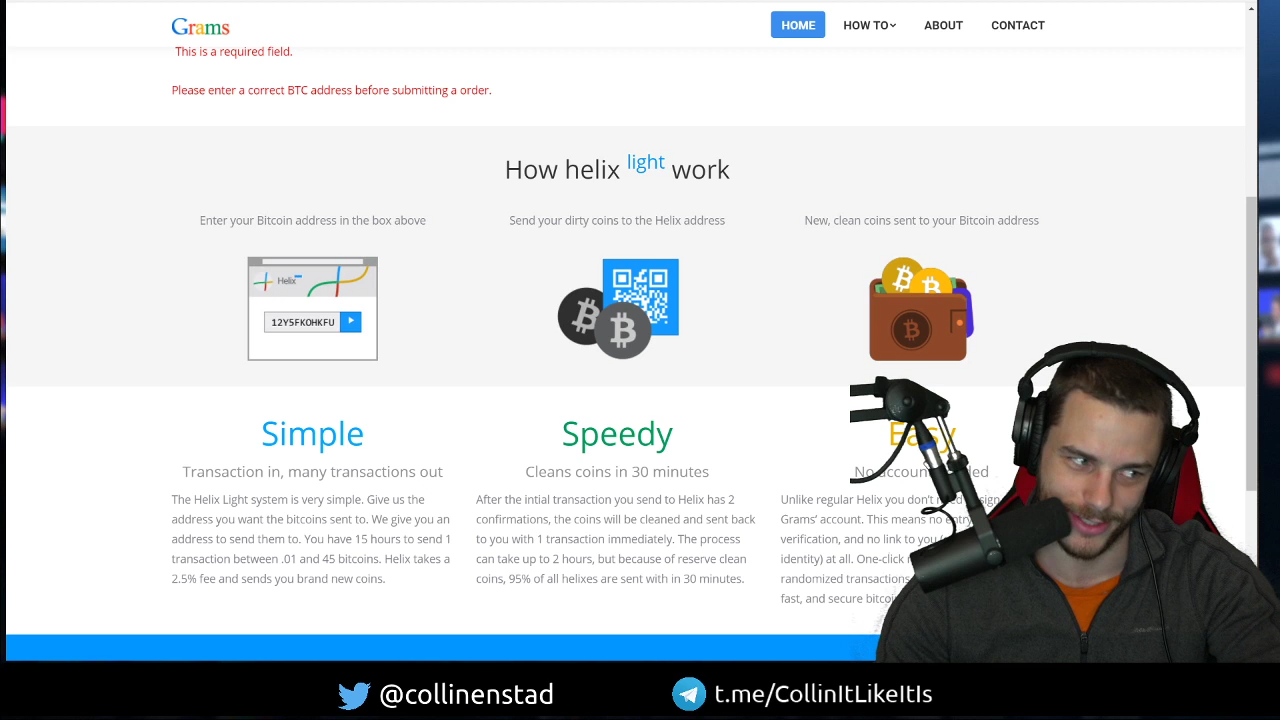 Grams
HOME
HOW TO
ABOUT
CONTACT
This is a required field.
Please enter a correct BTC address before submitting a order.
How helix light work
Enter your Bitcoin address in the box above
Send your dirty coins to the Helix address
New, clean coins sent to your Bitcoin address
Helix
12Y5FKOHKFU
Simple
Speedy
Easy
Transaction in, many transactions out
Cleans coins in 30 minutes
No account
The Helix Light system is very simple. Give us the
address you want the bitcoins sent to. We give you an
address to send them to. You have 15 hours to send 1
transaction between .01 and 45 bitcoins. Helix takes a
2.5% fee and sends you brand new coins.
After the intial transaction you send to Helix has 2
confirmations, the coins will be cleaned and sent back
to you with 1 transaction immediately. The process
can take up to 2 hours, but because of reserve clean
coins, 95% of all helixes are sent with in 30 minutes.
Unlike regular Helix you don't
Grams' account. This means no
verification, and no link to you
identity) at all. One-click
randomized transactions
fast, and secure
@collinenstad
t.me/CollinItLikeItIs